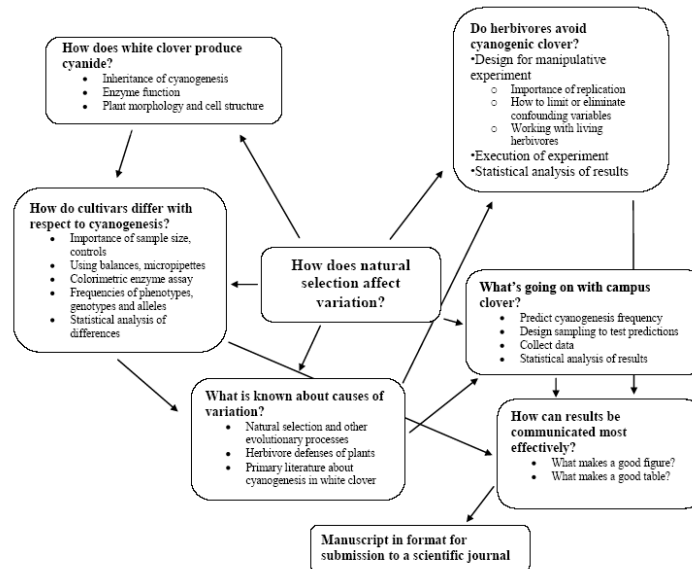 How does white clover produce
cyanide?
• Inheritance of cyanogenesis
• Enzyme function
• Plant morphology and cell structure
Do herbivores avoid
cyanogenic clover?
•Design for manipulative
experiment
o Importance of replication
o How to limit or eliminate
confounding variables
o Working with living
herbivores
•Execution of experiment
•Statistical analysis of results
How do cultivars differ with
respect to cyanogenesis?
• Importance of sample size,
controls
• Using balances, micropipettes
• Colorimetric enzyme assay
• Frequencies of phenotypes,
genotypes and alleles
• Statistical analysis of
differences
How does natural
selection affect
variation?
What's going on with campus
clover?
• Predict cyanogenesis frequency
• Design sampling to test predictions
• Collect data
• Statistical analysis of results
What is known about causes of
variation?
• Natural selection and other
evolutionary processes
• Herbivore defenses of plants
• Primary literature about
cyanogenesis in white clover
How can results be
communicated most
effectively?
• What makes a good figure?
• What makes a good table?
Manuscript in format for
submission to a scientific journal